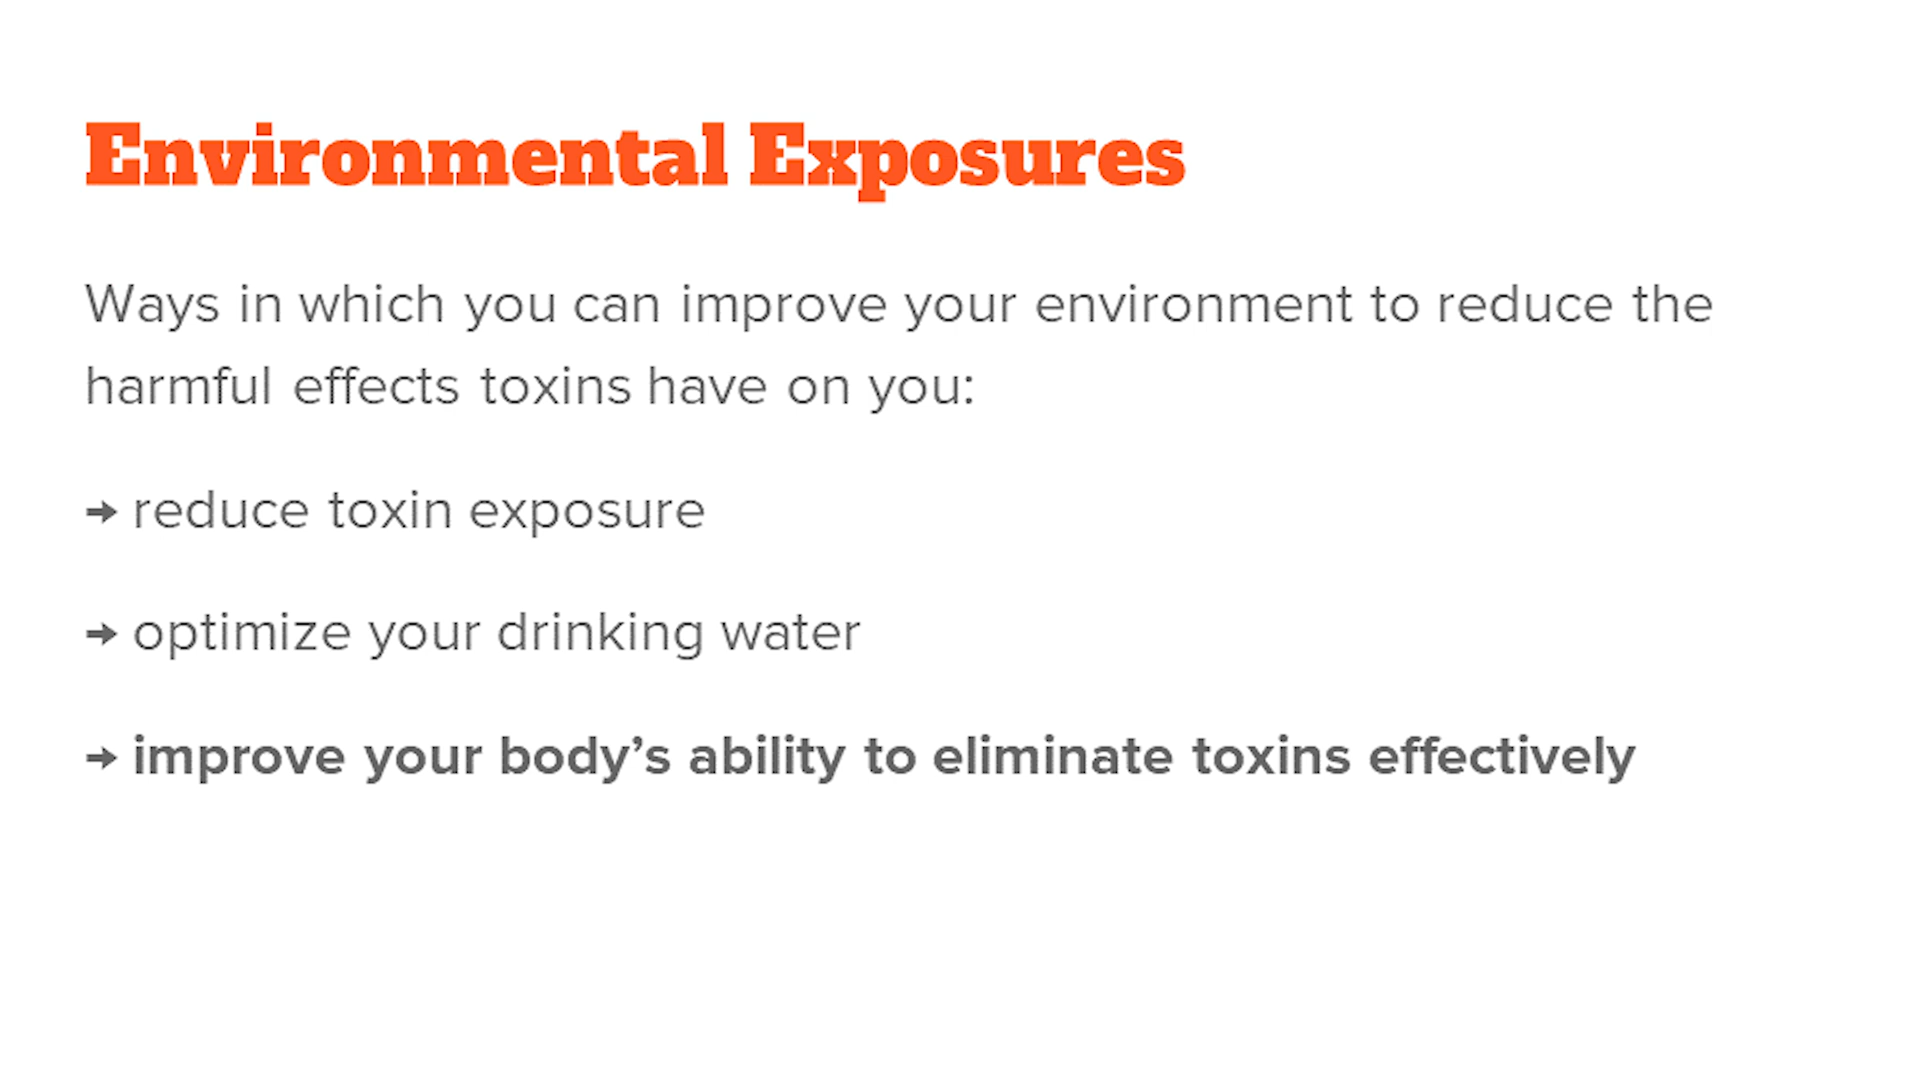 Environmental Exposures
Ways in which you can improve your environment to reduce the
harmful effects toxins have on you:
→ reduce toxin exposure
→ optimize your drinking water
→ improve your body’s ability to eliminate toxins effectively